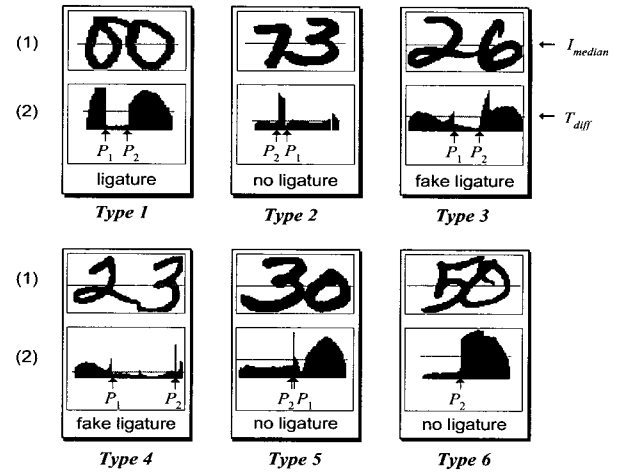 (1) 00 73 26 ← I_median
(2) ← T_diff
P₁ P₂ P₂ P₁ P₁ P₂
ligature no ligature fake ligature
Type 1 Type 2 Type 3
(1) 23 30 50
(2)
P₁ P₂ P₂ P₁ P₂
fake ligature no ligature no ligature
Type 4 Type 5 Type 6